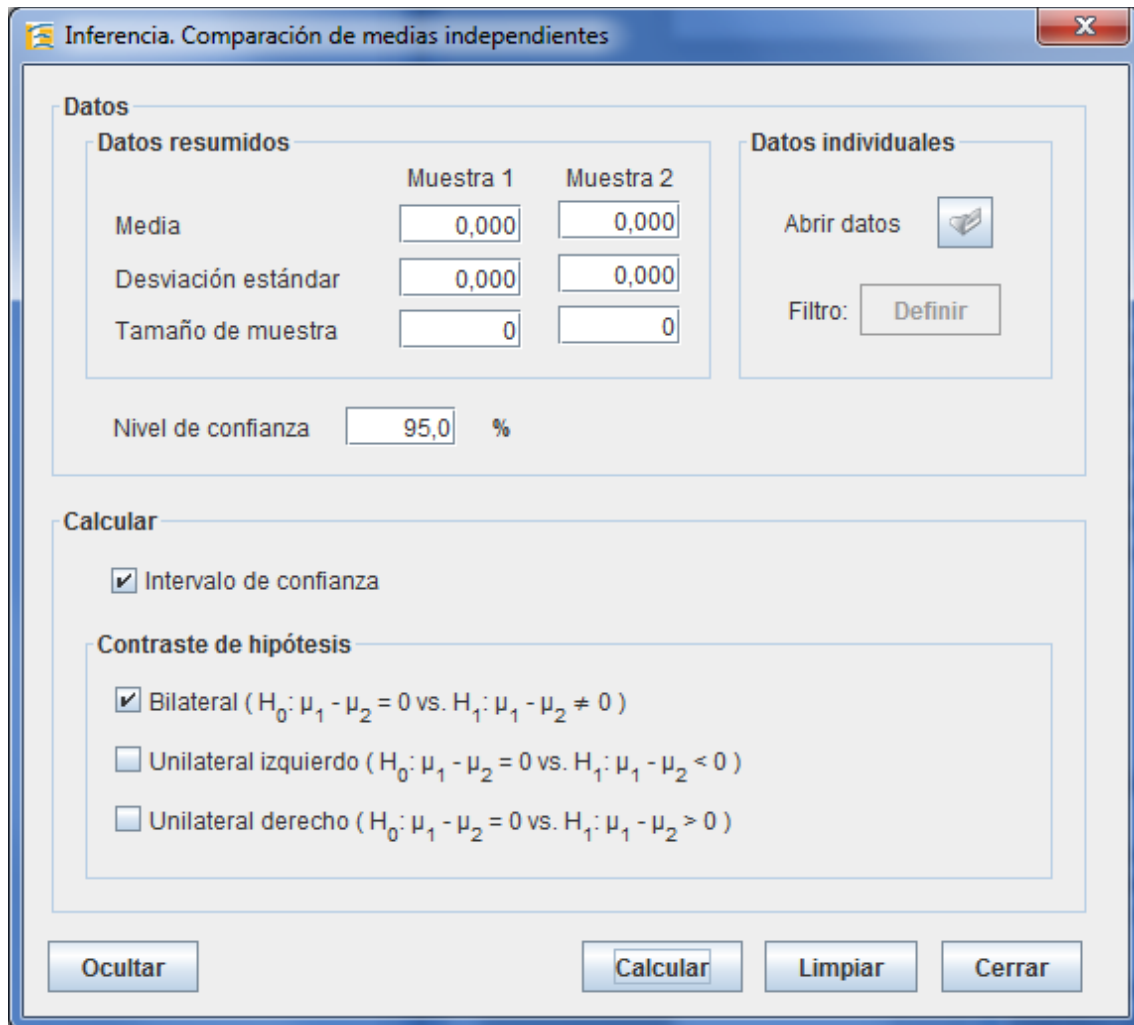 Inferencia. Comparación de medias independientes
Datos
Datos resumidos
Muestra 1 Muestra 2
Media 0,000 0,000
Desviación estándar 0,000 0,000
Tamaño de muestra 0 0
Datos individuales
Abrir datos
Filtro: Definir
Nivel de confianza 95,0 %
Calcular
Intervalo de confianza
Contraste de hipótesis
Bilateral ( H₀: µ₁ - µ₂ = 0 vs. H₁: µ₁ - µ₂ ≠ 0 )
Unilateral izquierdo ( H₀: µ₁ - µ₂ = 0 vs. H₁: µ₁ - µ₂ < 0 )
Unilateral derecho ( H₀: µ₁ - µ₂ = 0 vs. H₁: µ₁ - µ₂ > 0 )
Ocultar Calcular Limpiar Cerrar